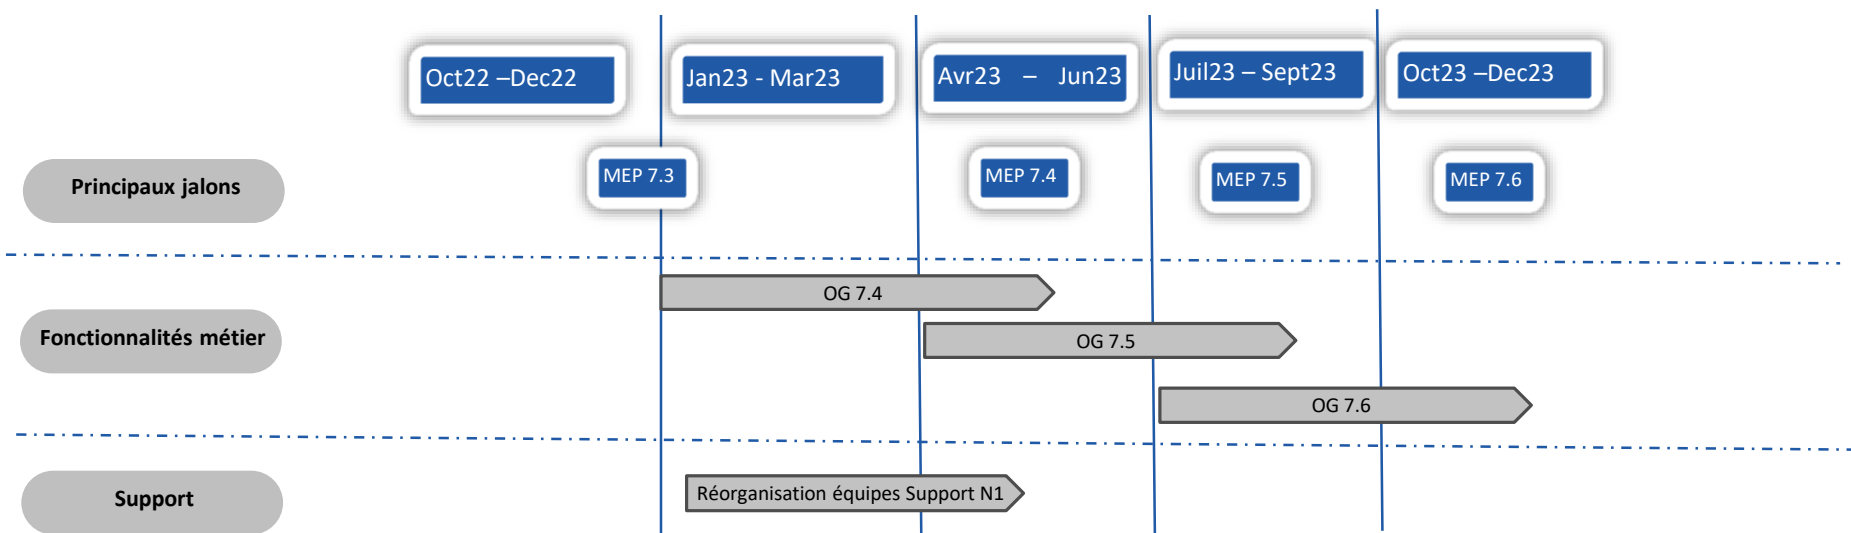 Oct22 –Dec22
Jan23 - Mar23
Avr23 – Jun23
Juil23 – Sept23
Oct23 –Dec23
Principaux jalons
MEP 7.3
MEP 7.4
MEP 7.5
MEP 7.6
Fonctionnalités métier
OG 7.4
OG 7.5
OG 7.6
Support
Réorganisation équipes Support N1